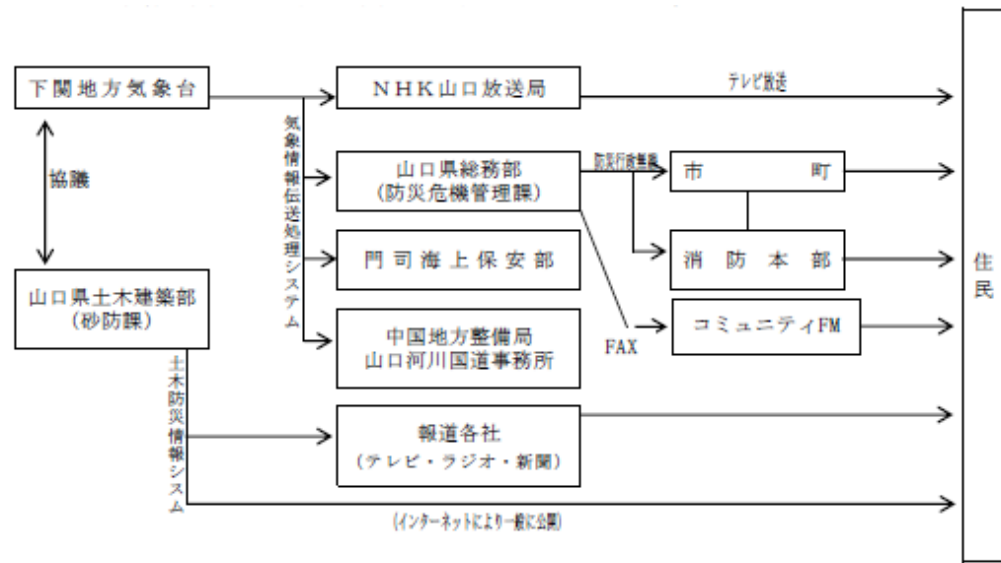 下関地方気象台
NHK山口放送局
テレビ放送
気象情報伝送処理システム
協議
山口県総務部
(防災危機管理課)
防災行政無線
市　　　町
門司海上保安部
消　防　本　部
住民
山口県土木建築部
(砂防課)
中国地方整備局
山口河川国道事務所
FAX
コミュニティFM
土木防災情報シスム
報道各社
(テレビ・ラジオ・新聞)
(インターネットにより一般に公開)